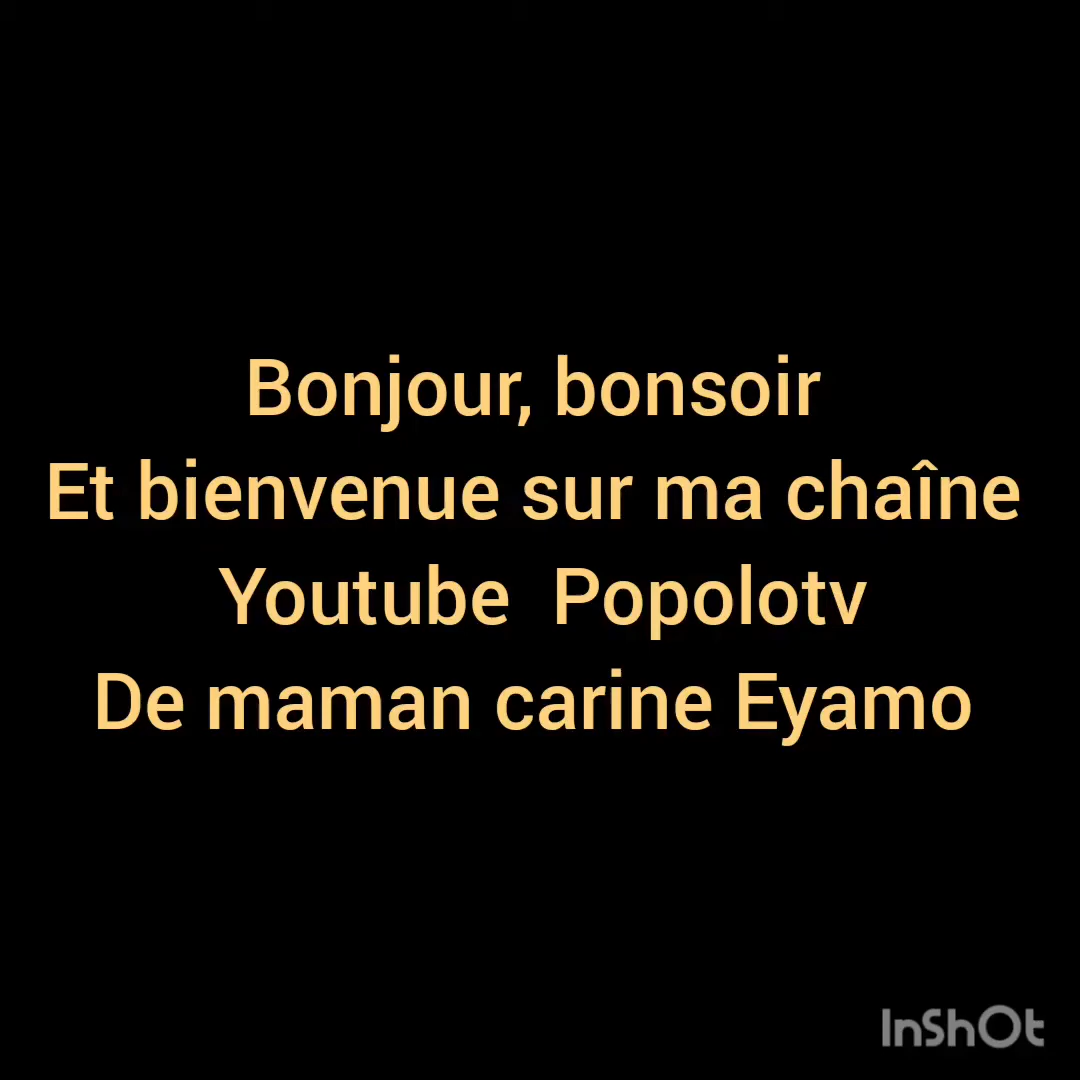 Bonjour, bonsoir
Et bienvenue sur ma chaîne
Youtube  Popolotv
De maman carine Eyamo
InShOt